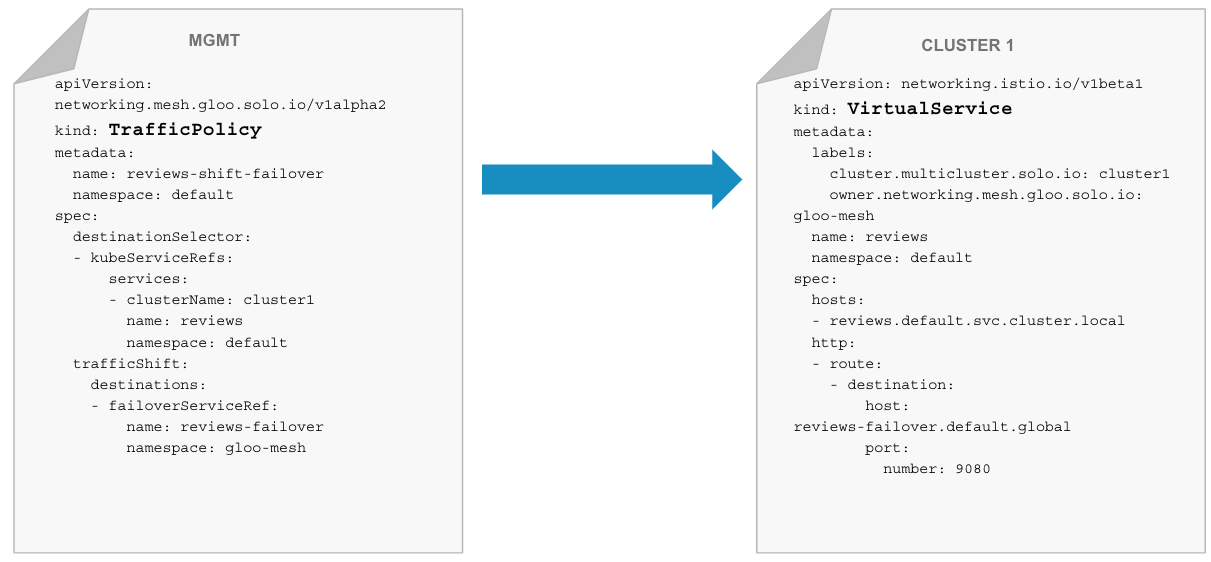 MGMT
apiVersion:
networking.mesh.gloo.solo.io/v1alpha2
kind: TrafficPolicy
metadata:
  name: reviews-shift-failover
  namespace: default
spec:
  destinationSelector:
  - kubeServiceRefs:
      services:
      - clusterName: cluster1
        name: reviews
        namespace: default
  trafficShift:
    destinations:
    - failoverServiceRef:
        name: reviews-failover
        namespace: gloo-mesh
CLUSTER 1
apiVersion: networking.istio.io/v1beta1
kind: VirtualService
metadata:
  labels:
    cluster.multicluster.solo.io: cluster1
    owner.networking.mesh.gloo.solo.io:
gloo-mesh
  name: reviews
  namespace: default
spec:
  hosts:
  - reviews.default.svc.cluster.local
  http:
  - route:
    - destination:
        host:
reviews-failover.default.global
        port:
          number: 9080